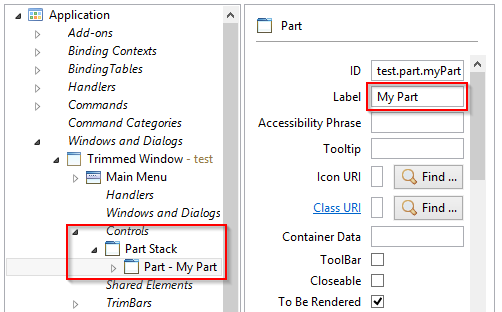 Application
Add-ons
Binding Contexts
BindingTables
Handlers
Commands
Command Categories
Windows and Dialogs
Trimmed Window - test
Main Menu
Handlers
Windows and Dialogs
Controls
Part Stack
Part - My Part
Shared Elements
TrimBars
Part
ID test.part.myPart
Label My Part
Accessibility Phrase
Tooltip
Icon URI Find ...
Class URI Find ...
Container Data
ToolBar
Closeable
To Be Rendered